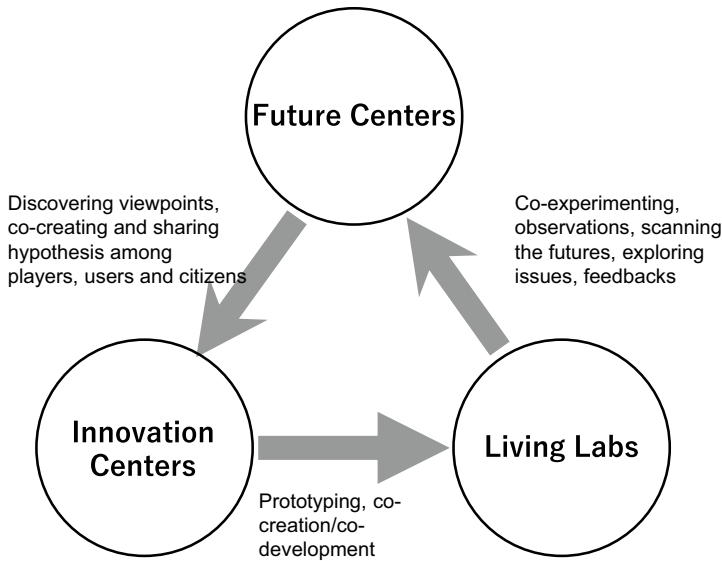 Future Centers
Discovering viewpoints,
co-creating and sharing
hypothesis among
players, users and citizens
Co-experimenting,
observations, scanning
the futures, exploring
issues, feedbacks
Innovation
Centers
Living Labs
Prototyping, co-
creation/co-
development